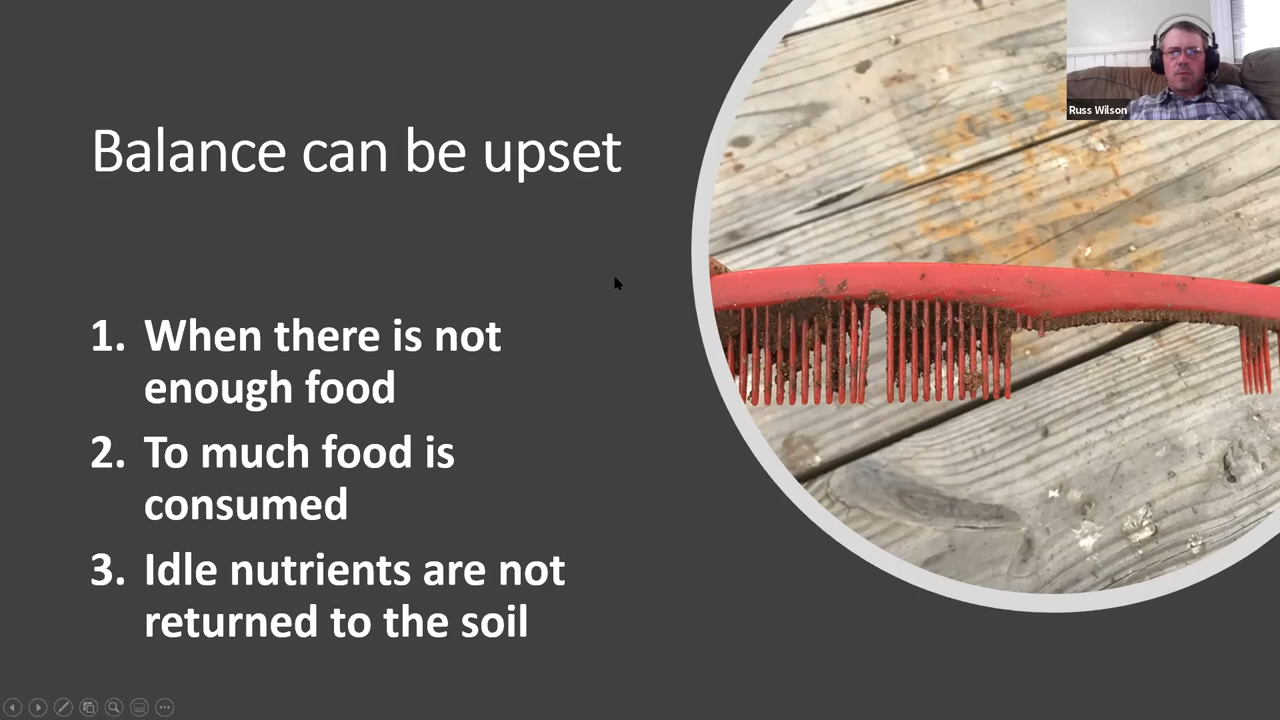 Russ Wilson
Balance can be upset
1. When there is not
enough food
2. To much food is
consumed
3. Idle nutrients are not
returned to the soil